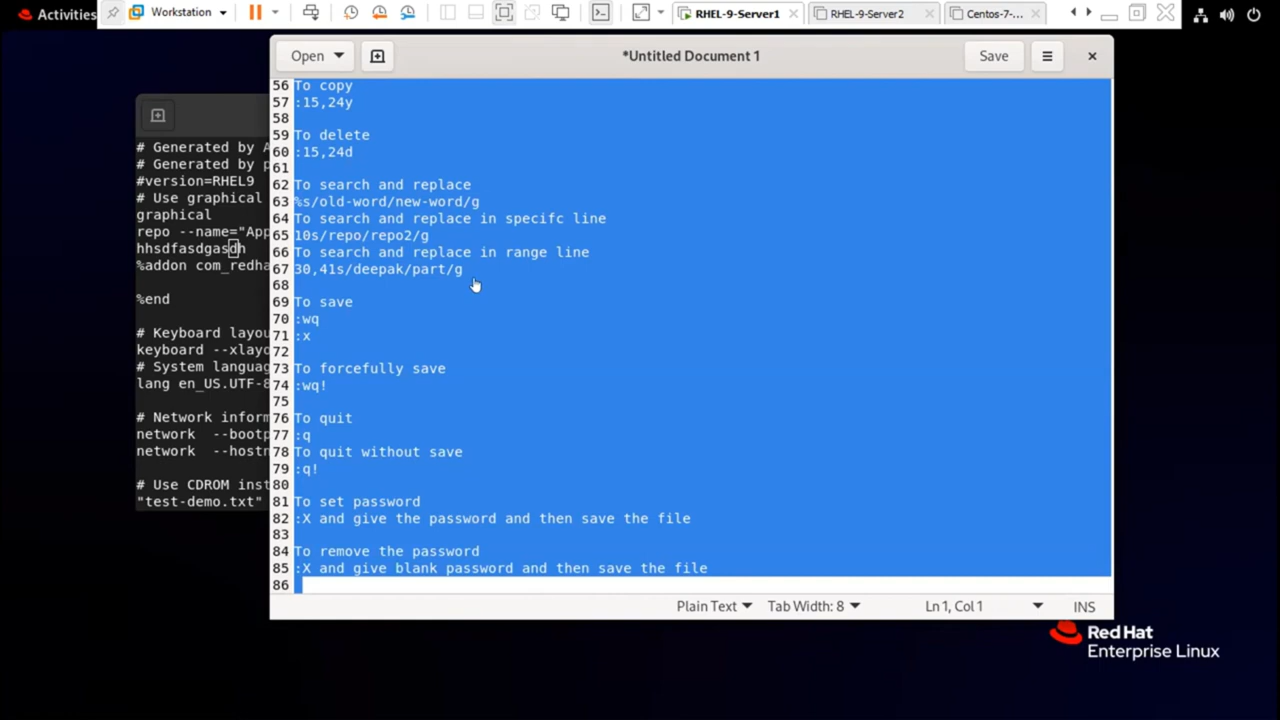 Activities
Workstation
RHEL-9-Server1
RHEL-9-Server2
Centos-7-...
Open
*Untitled Document 1
Save
# Generated by A
# Generated by p
#version=RHEL9
# Use graphical
graphical
repo --name="App
hhsdfasdgasdh
%addon com_redha
%end
# Keyboard layou
keyboard --xlayo
# System languag
lang en_US.UTF-8
# Network inform
network  --bootp
network  --hostn
# Use CDROM inst
"test-demo.txt"
56 To copy
57 :15,24y
58
59 To delete
60 :15,24d
61
62 To search and replace
63 %s/old-word/new-word/g
64 To search and replace in specifc line
65 10s/repo/repo2/g
66 To search and replace in range line
67 30,41s/deepak/part/g
68
69 To save
70 :wq
71 :x
72
73 To forcefully save
74 :wq!
75
76 To quit
77 :q
78 To quit without save
79 :q!
80
81 To set password
82 :X and give the password and then save the file
83
84 To remove the password
85 :X and give blank password and then save the file
86
Plain Text
Tab Width: 8
Ln 1, Col 1
INS
Red Hat
Enterprise Linux